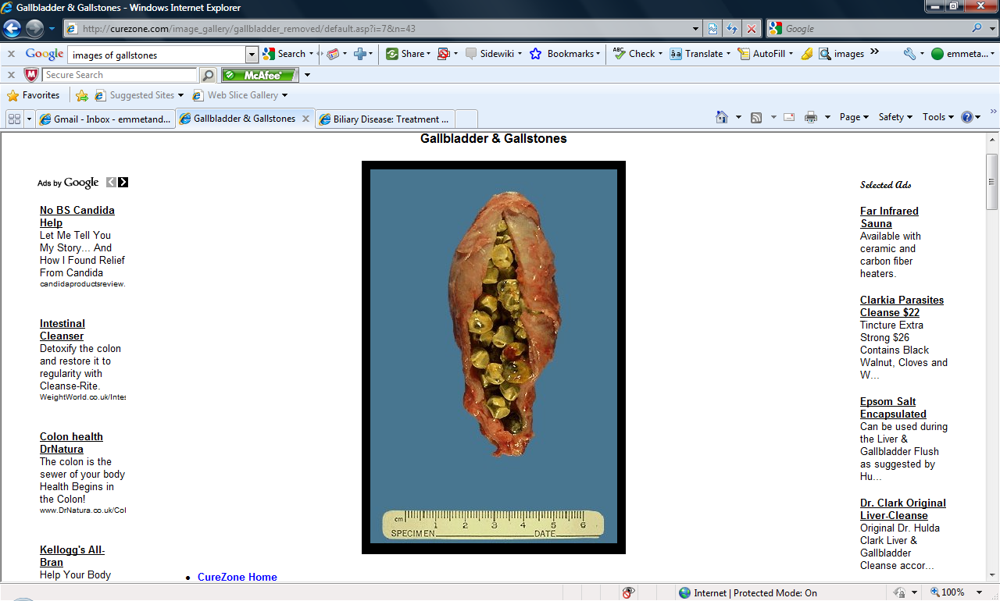 Gallbladder & Gallstones - Windows Internet Explorer
http://curezone.com/image_gallery/gallbladder_removed/default.asp?i=7&n=43
Google
Google
images of gallstones
Search
Share
Sidewiki
Bookmarks
ABC
Check
Translate
AutoFill
images
emmeta...
Secure Search
McAfee
Favorites
Suggested Sites
Web Slice Gallery
Gmail - Inbox - emmetand...
Gallbladder & Gallstones
Biliary Disease: Treatment ...
Page
Safety
Tools
Gallbladder & Gallstones
Ads by Google
No BS Candida
Help
Let Me Tell You
My Story... And
How I Found Relief
From Candida
candidaproductsreview.
Intestinal
Cleanser
Detoxify the colon
and restore it to
regularity with
Cleanse-Rite.
WeightWorld.co.uk/Intes
Colon health
DrNatura
The colon is the
sewer of your body
Health Begins in
the Colon!
www.DrNatura.co.uk/Col
Kellogg's All-
Bran
Help Your Body
cm 1 2 3 4 5 6
SPECIMEN DATE
CureZone Home
Selected Ads
Far Infrared
Sauna
Available with
ceramic and
carbon fiber
heaters.
Clarkia Parasites
Cleanse $22
Tincture Extra
Strong $26
Contains Black
Walnut, Cloves and
W...
Epsom Salt
Encapsulated
Can be used during
the Liver &
Gallbladder Flush
as suggested by
Hu...
Dr. Clark Original
Liver-Cleanse
Original Dr. Hulda
Clark Liver &
Gallbladder
Cleanse accor...
Internet | Protected Mode: On
100%